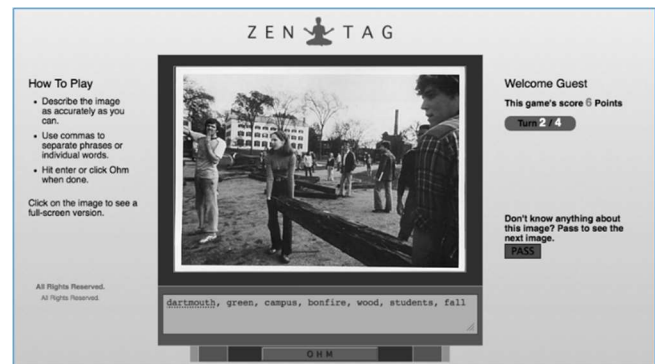 ZEN TAG
How To Play
• Describe the image
as accurately as you
can.
• Use commas to
separate phrases or
individual words.
• Hit enter or click Ohm
when done.
Click on the image to see a
full-screen version.
All Rights Reserved.
All Rights Reserved.
dartmouth, green, campus, bonfire, wood, students, fall
OHM
Welcome Guest
This game's score 6 Points
Turn 2 / 4
Don't know anything about
this image? Pass to see the
next image.
PASS